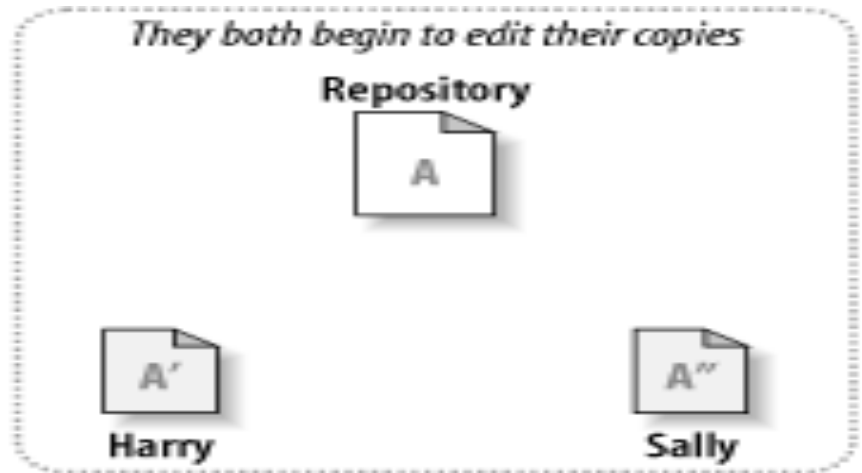 They both begin to edit their copies
Repository
A
A′
A″
Harry
Sally